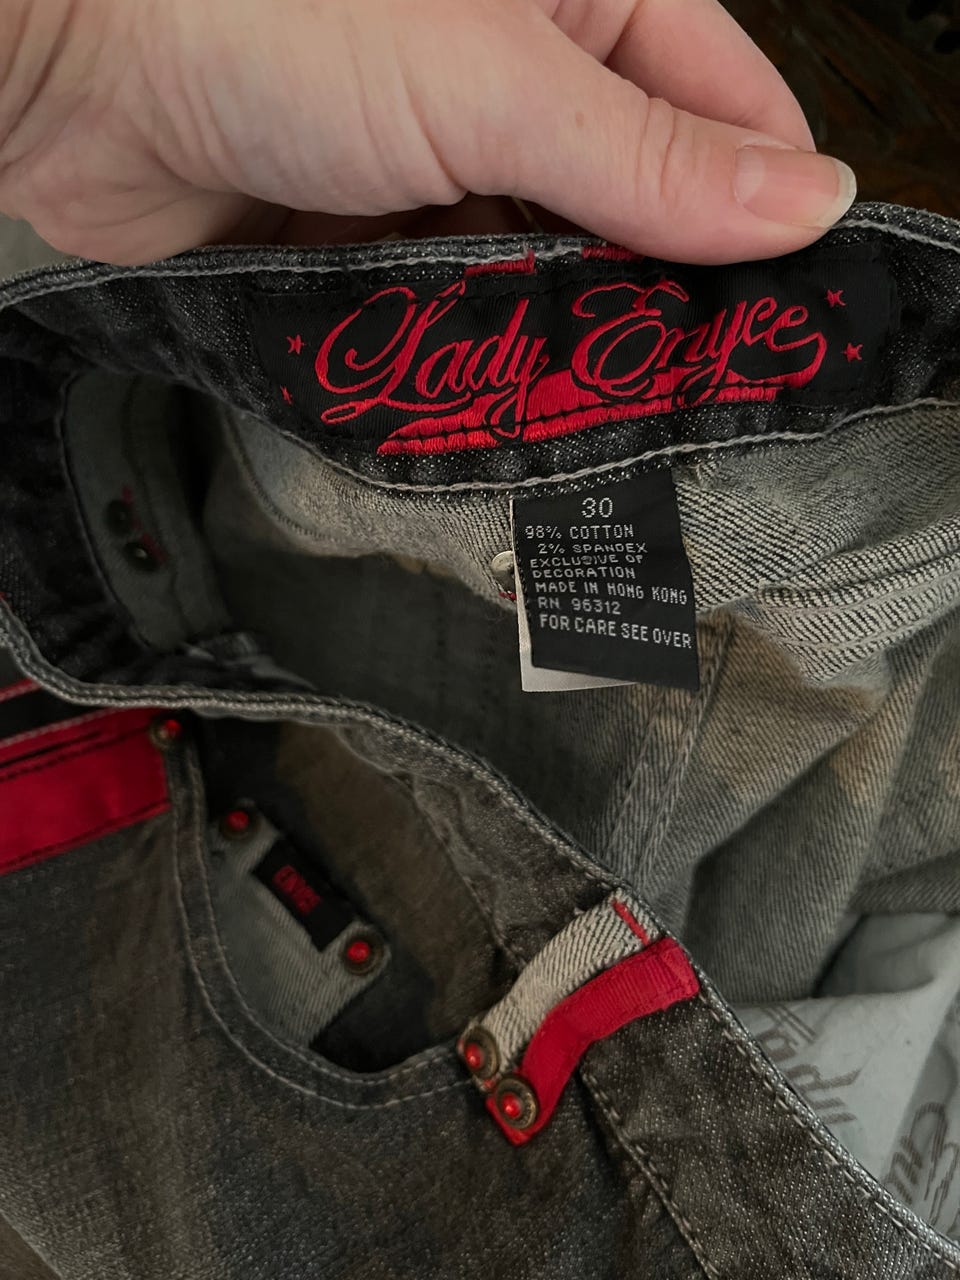 Lady Enyce
30
98% COTTON
2% SPANDEX
EXCLUSIVE OF
DECORATION
MADE IN HONG KONG
RN 96312
FOR CARE SEE OVER